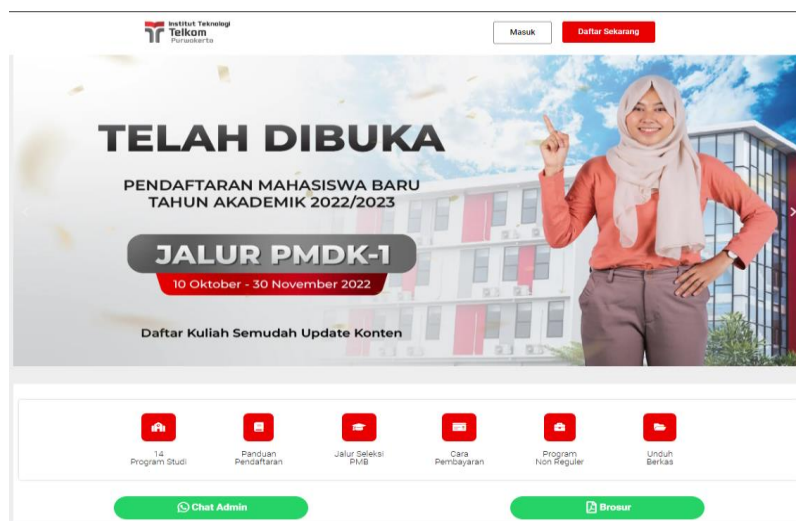 Institut Teknologi
Telkom
Purwokerto
Masuk
Daftar Sekarang
TELAH DIBUKA
PENDAFTARAN MAHASISWA BARU
TAHUN AKADEMIK 2022/2023
JALUR PMDK-1
10 Oktober - 30 November 2022
Daftar Kuliah Semudah Update Konten
14
Program Studi
Panduan
Pendaftaran
Jalur Seleksi
PMB
Cara
Pembayaran
Program
Non Reguler
Unduh
Berkas
Chat Admin
Brosur